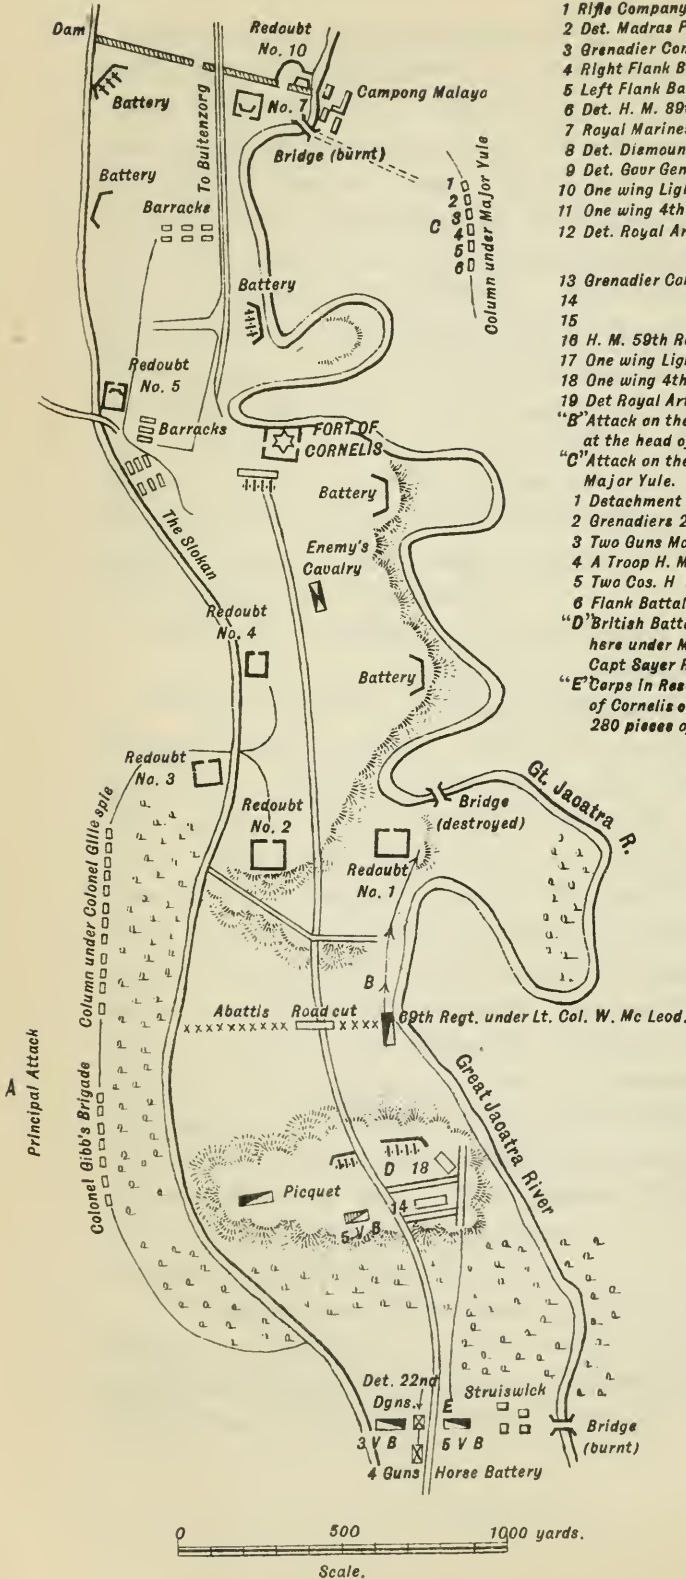 Dam
Redoubt
No. 10
Battery
No. 7
Campong Malayo
Bridge (burnt)
To Buitenzorg
Battery
Barracks
1
2
3
C 4
5
6
Column under Major Yule
Battery
Redoubt
No. 5
Barracks
FORT OF
CORNELIS
Battery
The Slokan
Enemy's
Cavalry
Redoubt
No. 4
Battery
Redoubt
No. 3
Redoubt
No. 2
Bridge
(destroyed)
Gt. Jacatra R.
Redoubt
No. 1
Column under Colonel Gillespie
B
Abattis Road cut
69th Regt. under Lt. Col. W. Mc Leod.
A
Principal Attack
Colonel Gibb's Brigade
Great Jacatra River
D 18
Picquet
14
5 V B
Det. 22nd
Dgns.
E
Struiswick
3 V B
5 V B
Bridge
(burnt)
4 Guns Horse Battery
0 500 1000 yards.
Scale.
1 Rifle Company
2 Det. Madras P
3 Grenadier Com
4 Right Flank B
5 Left Flank Ba
6 Det. H. M. 89th
7 Royal Marines
8 Det. Dismoun
9 Det. Govr Gen
10 One wing Ligh
11 One wing 4th
12 Det. Royal Ar
13 Grenadier Co
14
15
16 H. M. 59th Re
17 One wing Lig
18 One wing 4th
19 Det Royal Art
"B" Attack on the
at the head o
"C" Attack on the
Major Yule.
1 Detachment
2 Grenadiers 2
3 Two Guns Ma
4 A Troop H. M
5 Two Cos. H
6 Flank Battal
"D" British Batte
here under M
Capt Sayer R
"E" Corps in Res
of Cornelis o
280 pieces o